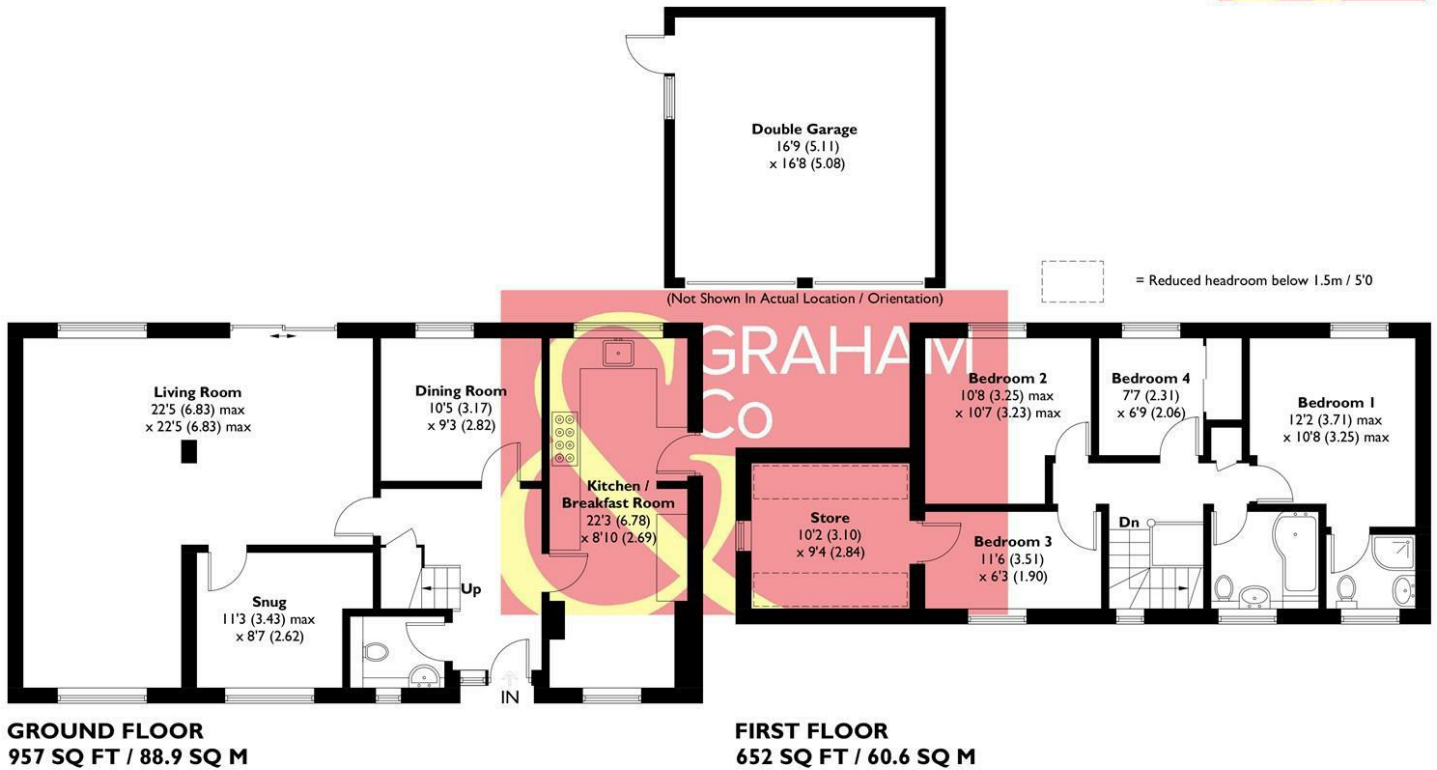 Double Garage
16'9 (5.11)
x 16'8 (5.08)
(Not Shown In Actual Location / Orientation)
= Reduced headroom below 1.5m / 5'0
& GRAHAM
Co
Living Room
22'5 (6.83) max
x 22'5 (6.83) max
Dining Room
10'5 (3.17)
x 9'3 (2.82)
Kitchen /
Breakfast Room
22'3 (6.78)
x 8'10 (2.69)
Snug
11'3 (3.43) max
x 8'7 (2.62)
Up
IN
Bedroom 2
10'8 (3.25) max
x 10'7 (3.23) max
Bedroom 4
7'7 (2.31)
x 6'9 (2.06)
Bedroom 1
12'2 (3.71) max
x 10'8 (3.25) max
Store
10'2 (3.10)
x 9'4 (2.84)
Bedroom 3
11'6 (3.51)
x 6'3 (1.90)
Dn
GROUND FLOOR
957 SQ FT / 88.9 SQ M
FIRST FLOOR
652 SQ FT / 60.6 SQ M